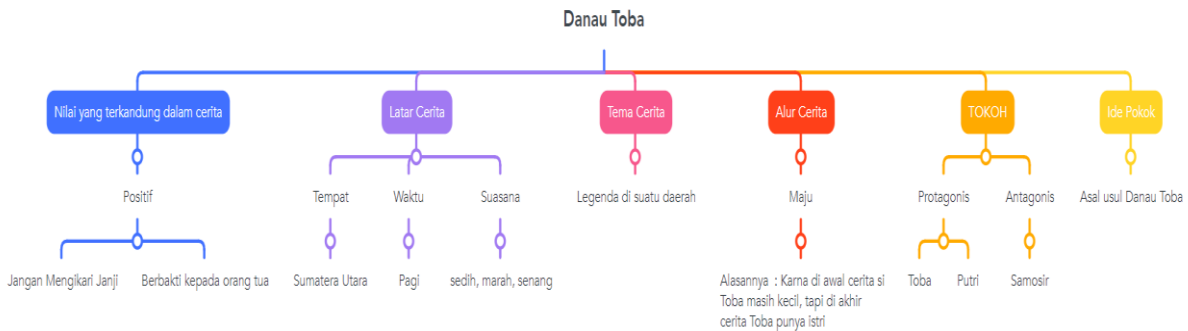 Danau Toba
Nilai yang terkandung dalam cerita
Latar Cerita
Tema Cerita
Alur Cerita
TOKOH
Ide Pokok
Positif
Tempat
Waktu
Suasana
Legenda di suatu daerah
Maju
Protagonis
Antagonis
Asal usul Danau Toba
Jangan Mengikari Janji
Berbakti kepada orang tua
Sumatera Utara
Pagi
sedih, marah, senang
Alasannya : Karna di awal cerita si
Toba masih kecil, tapi di akhir
cerita Toba punya istri
Toba
Putri
Samosir